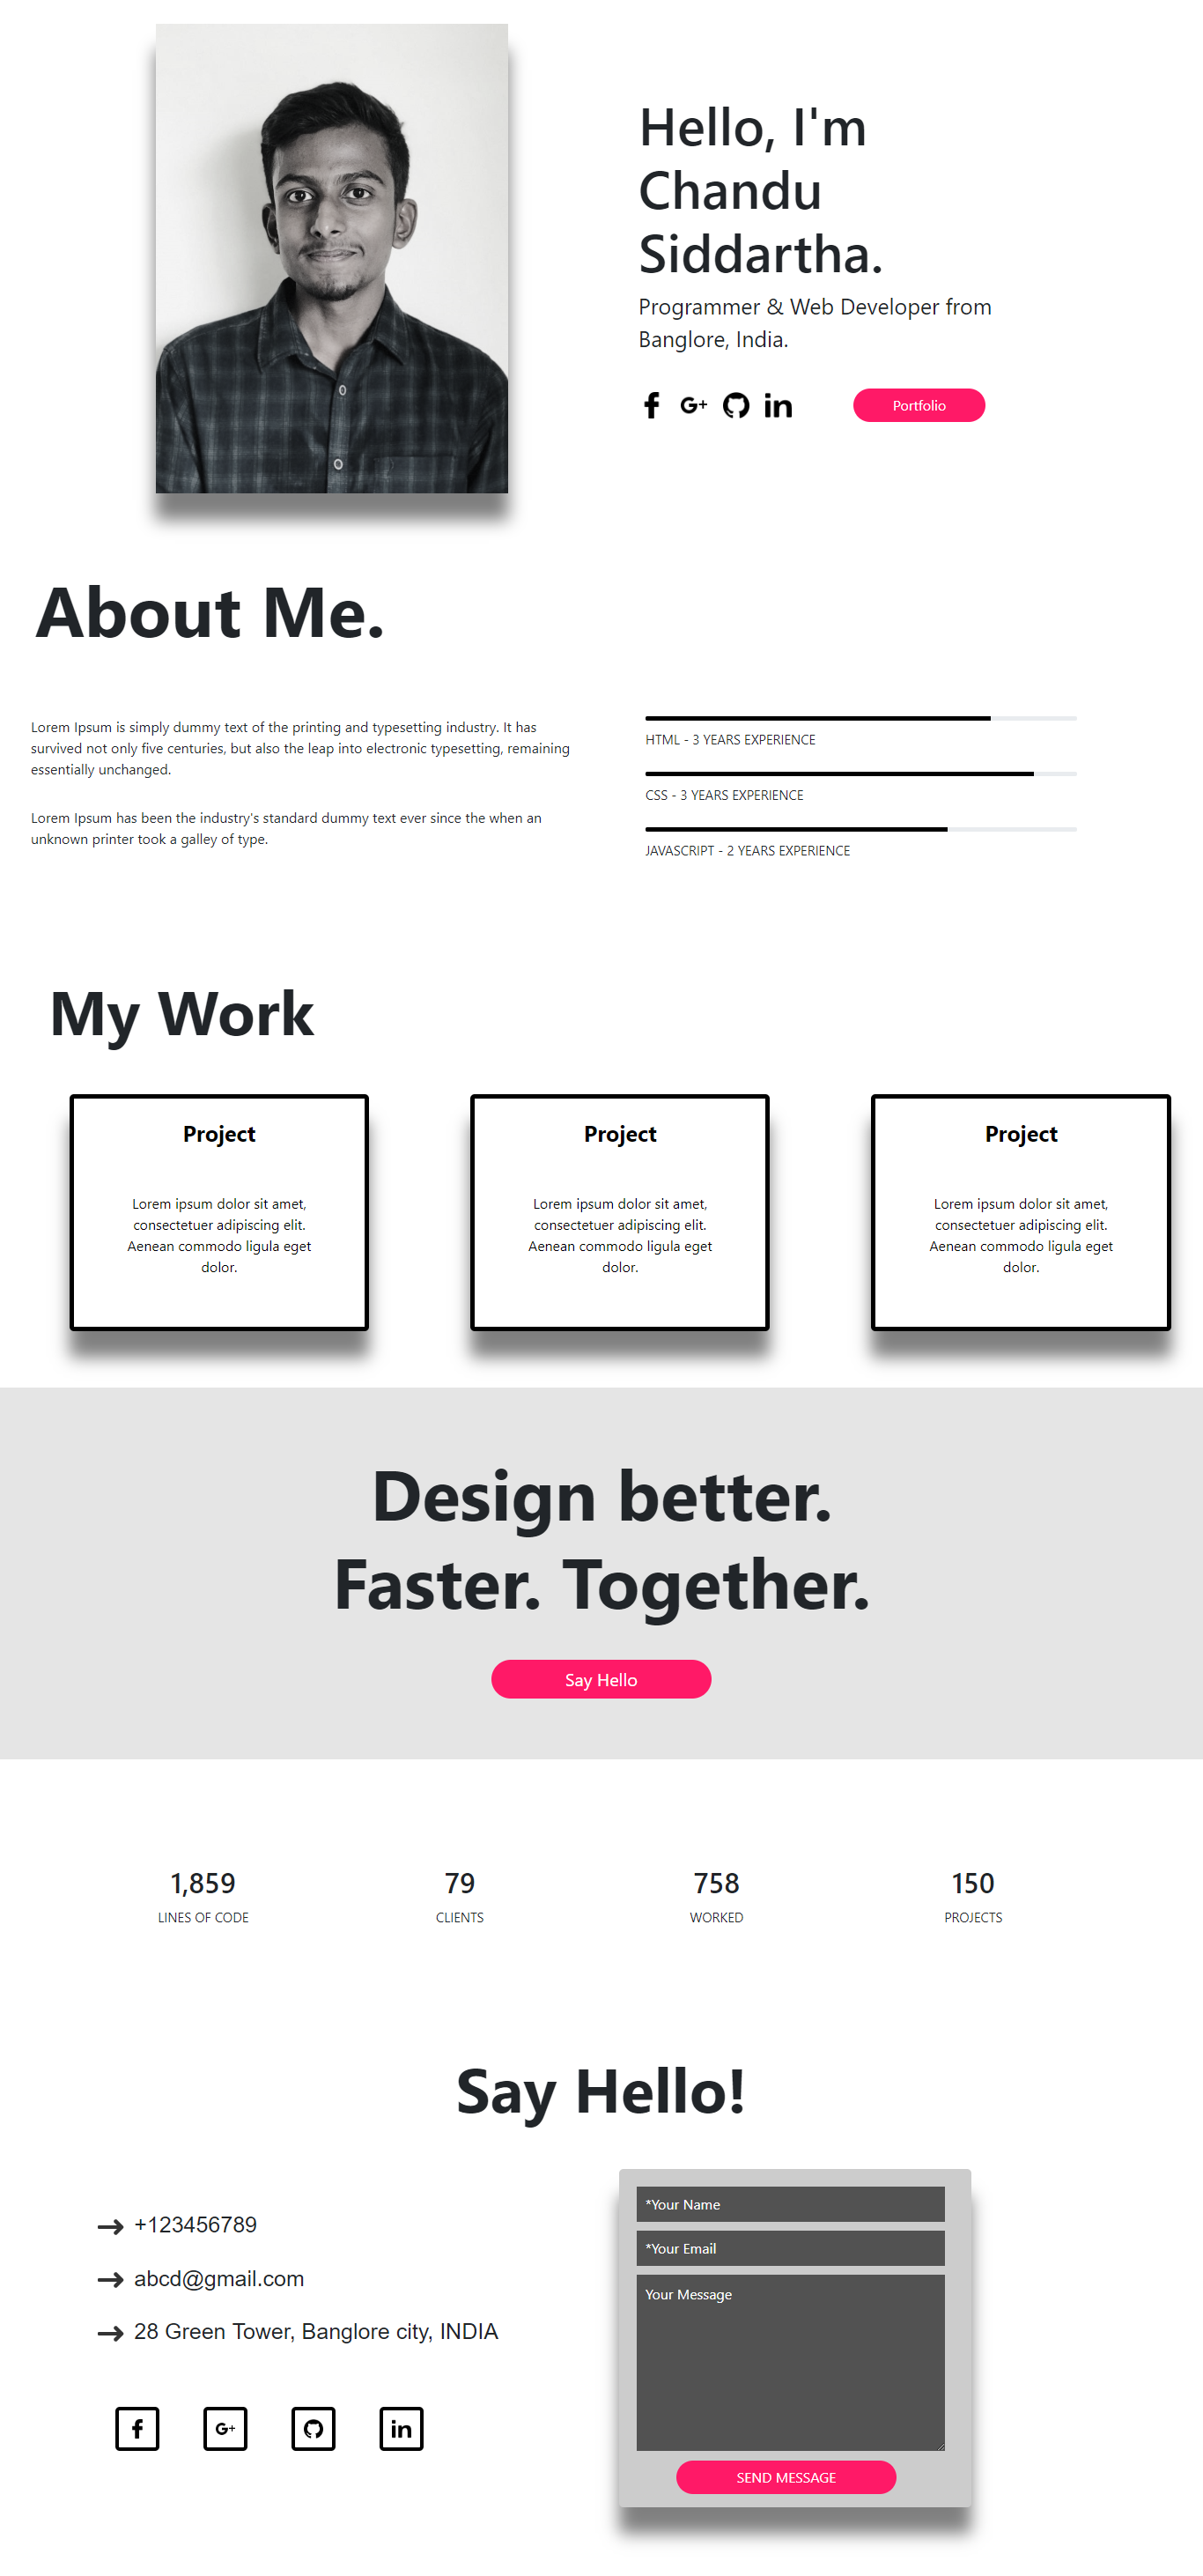 Hello, I'm
Chandu
Siddartha.
Programmer & Web Developer from
Banglore, India.
G+
in
Portfolio
About Me.
Lorem Ipsum is simply dummy text of the printing and typesetting industry. It has
survived not only five centuries, but also the leap into electronic typesetting, remaining
essentially unchanged.
Lorem Ipsum has been the industry's standard dummy text ever since the when an
unknown printer took a galley of type.
HTML - 3 YEARS EXPERIENCE
CSS - 3 YEARS EXPERIENCE
JAVASCRIPT - 2 YEARS EXPERIENCE
My Work
Project
Lorem ipsum dolor sit amet,
consectetuer adipiscing elit.
Aenean commodo ligula eget
dolor.
Project
Lorem ipsum dolor sit amet,
consectetuer adipiscing elit.
Aenean commodo ligula eget
dolor.
Project
Lorem ipsum dolor sit amet,
consectetuer adipiscing elit.
Aenean commodo ligula eget
dolor.
Design better.
Faster. Together.
Say Hello
1,859
LINES OF CODE
79
CLIENTS
758
WORKED
150
PROJECTS
Say Hello!
+123456789
abcd@gmail.com
28 Green Tower, Banglore city, INDIA
G+
in
*Your Name
*Your Email
Your Message
SEND MESSAGE